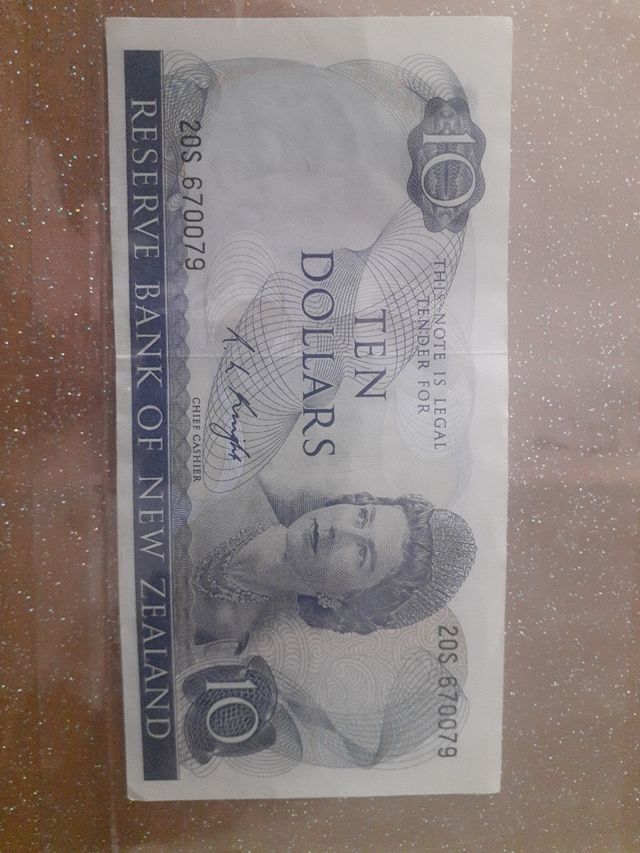 10
THIS NOTE IS LEGAL
TENDER FOR
TEN
DOLLARS
20S 670079
20S 670079
K L Knight
CHIEF CASHIER
10
RESERVE BANK OF NEW ZEALAND